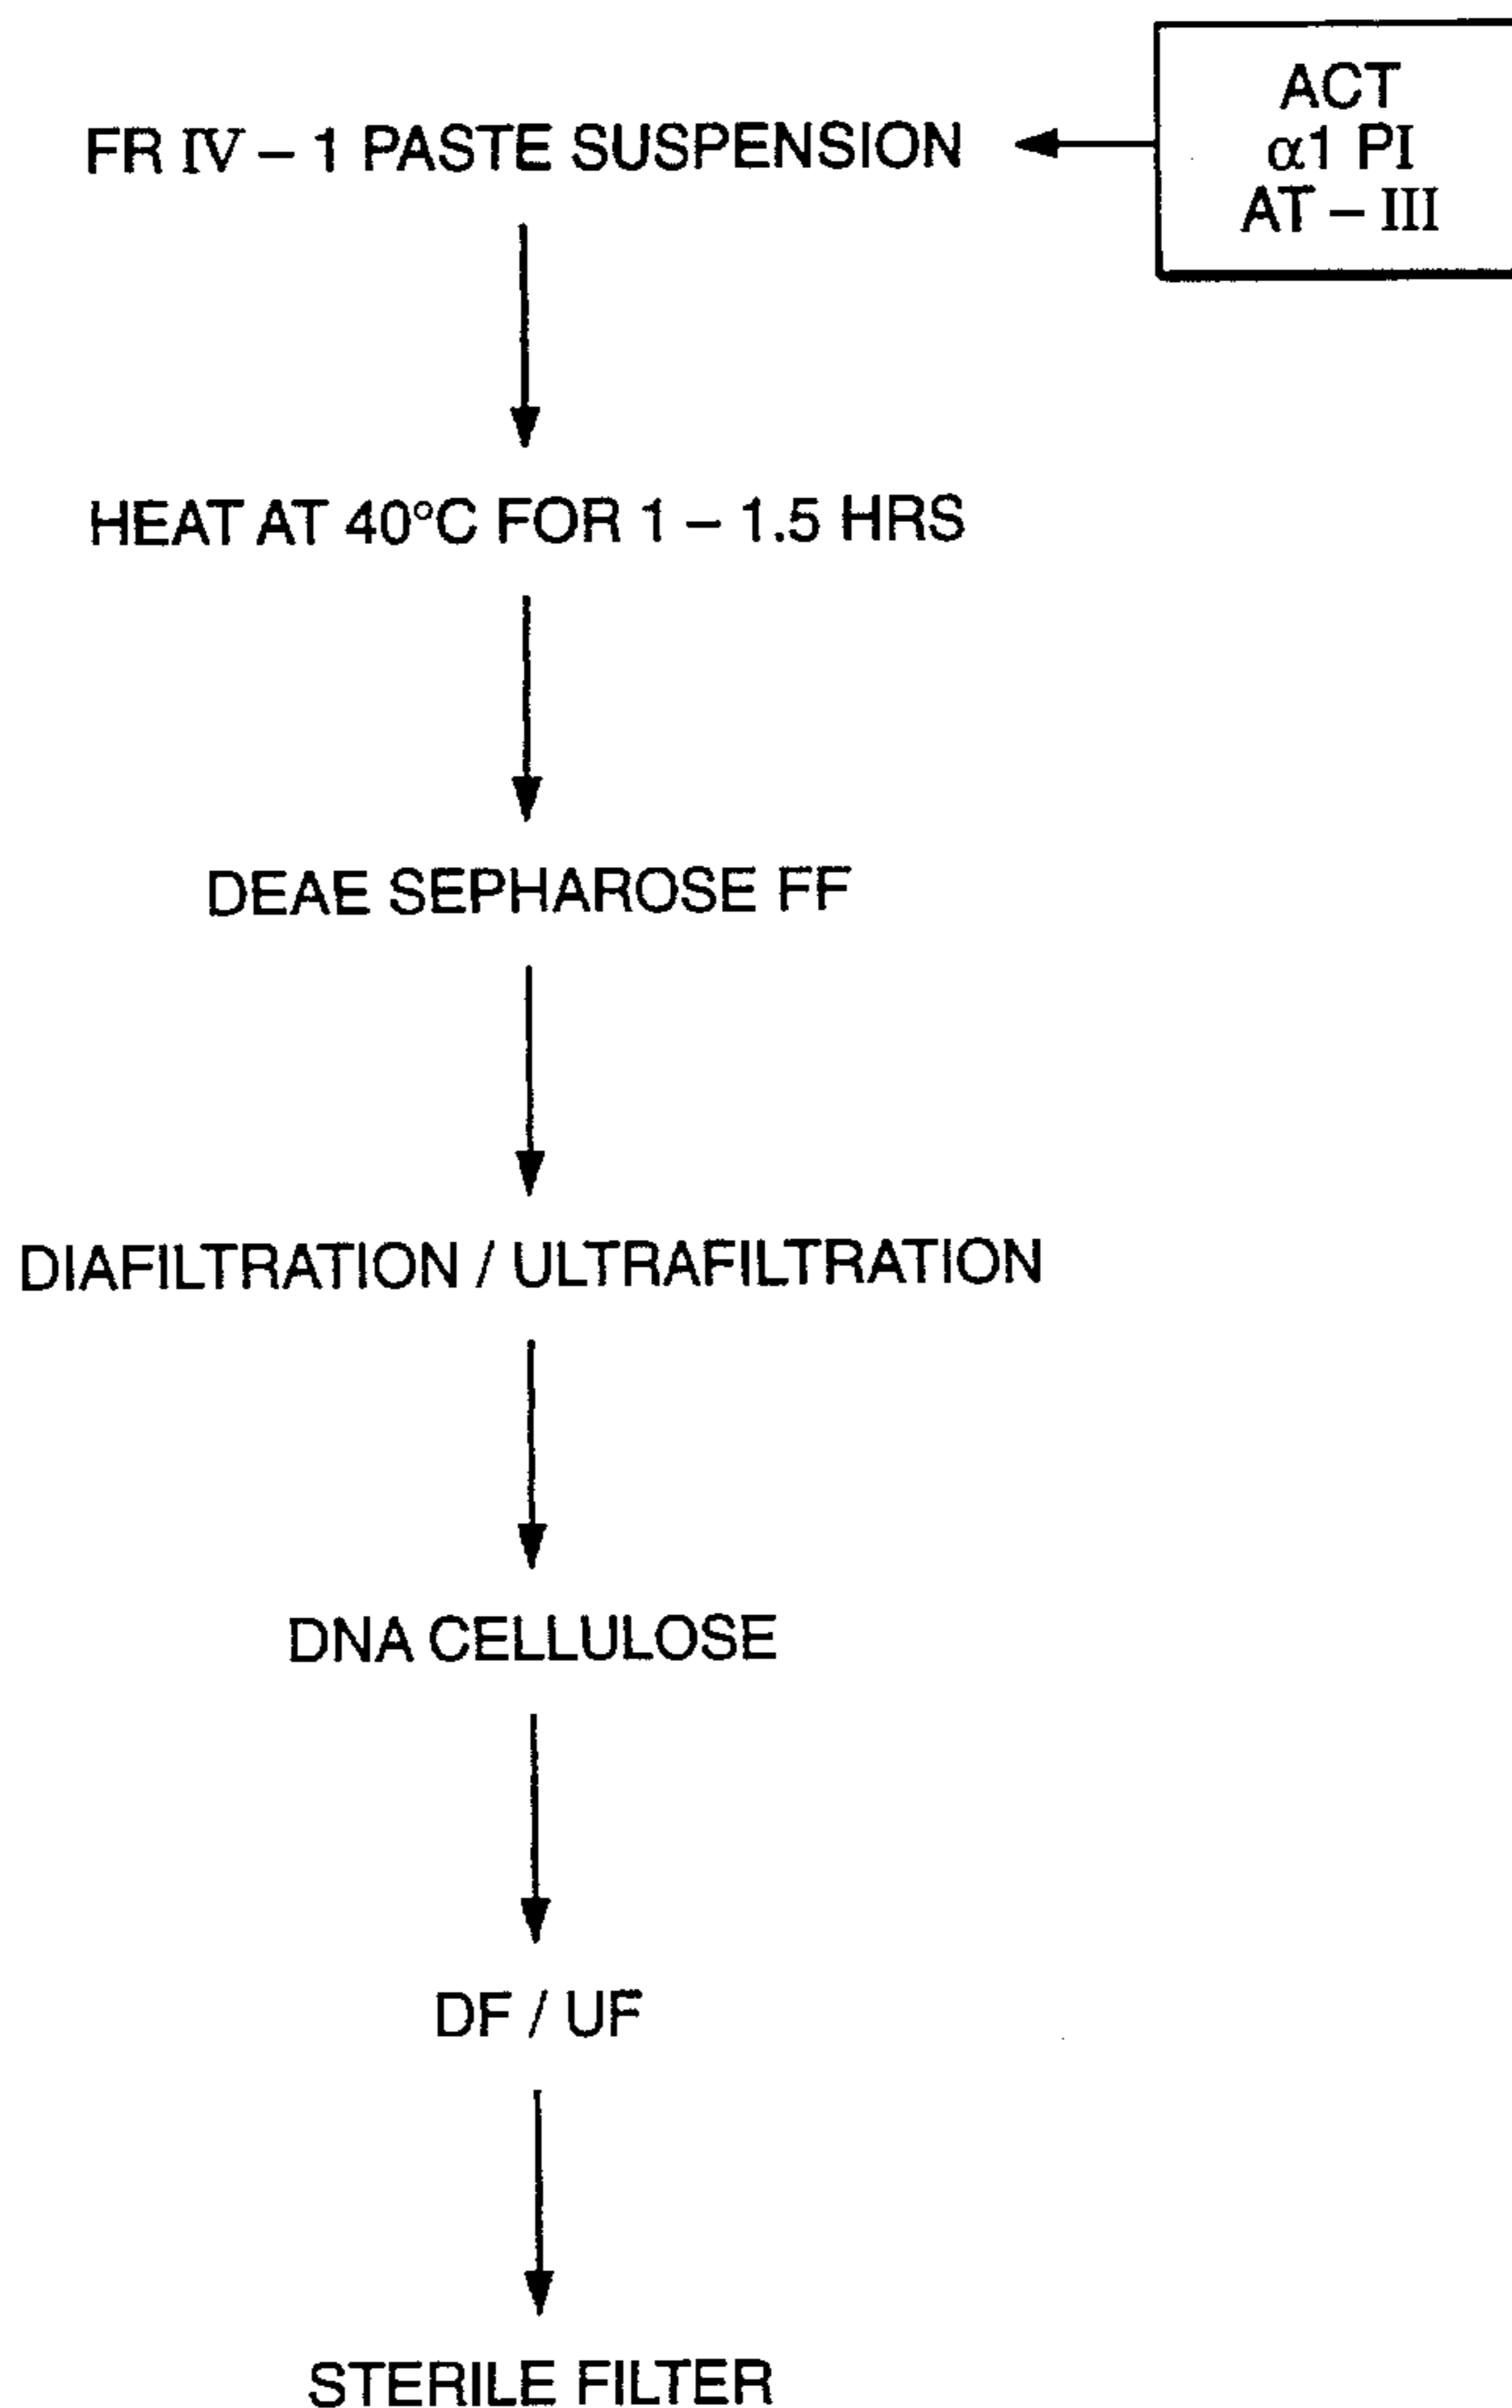 ACT
FR IV – 1 PASTE SUSPENSION
α1 PI
AT – III
HEAT AT 40°C FOR 1 – 1.5 HRS
DEAE SEPHAROSE FF
DIAFILTRATION / ULTRAFILTRATION
DNA CELLULOSE
DF / UF
STERILE FILTER